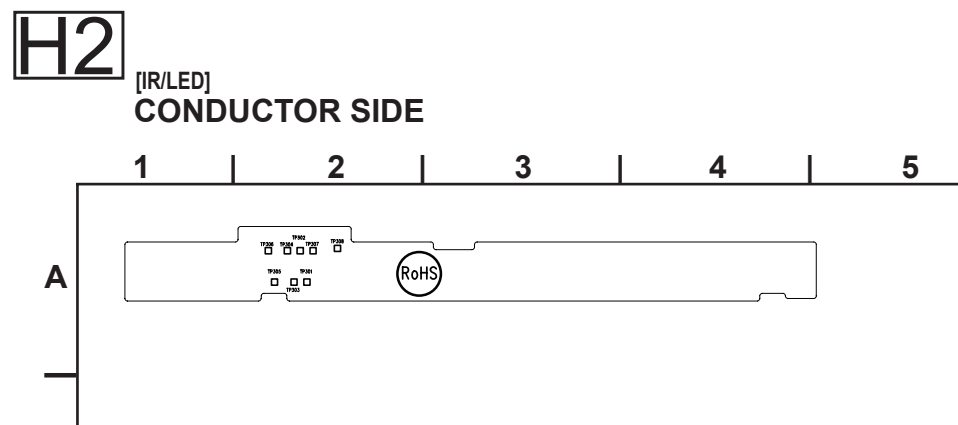 H2
[IR/LED]
CONDUCTOR SIDE
1 2 3 4 5
A
TP302
TP306 TP304 TP307 TP308
RoHS
TP305 TP301
TP303